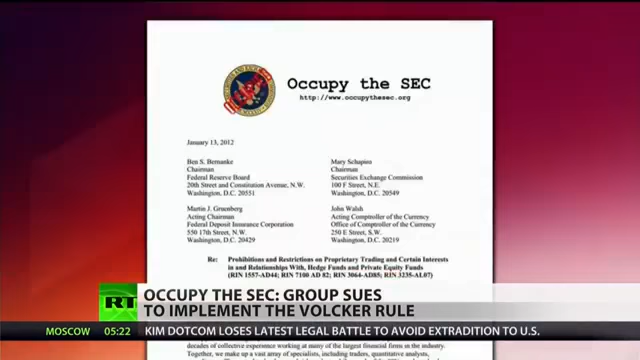 Occupy the SEC
http://www.occupythesec.org
January 13, 2012
Ben S. Bernanke
Chairman
Federal Reserve Board
20th Street and Constitution Avenue, N.W.
Washington, D.C. 20551
Mary Schapiro
Chairman
Securities Exchange Commission
100 F Street, N.E.
Washington, D.C. 20549
Martin J. Gruenberg
Acting Chairman
Federal Deposit Insurance Corporation
550 17th Street, N.W.
Washington, D.C. 20429
John Walsh
Acting Comptroller of the Currency
Office of Comptroller of the Currency
250 E Street, S.W.
Washington, D.C. 20219
Re: Prohibitions and Restrictions on Proprietary Trading and Certain Interests
in and Relationships With, Hedge Funds and Private Equity Funds
(RIN 1557-AD44; RIN 7100 AD 82; RIN 3064-AD85; RIN 3235-AL07)
RT
OCCUPY THE SEC: GROUP SUES
TO IMPLEMENT THE VOLCKER RULE
MOSCOW 05:22 KIM DOTCOM LOSES LATEST LEGAL BATTLE TO AVOID EXTRADITION TO U.S.
decades of collective experience working at many of the largest financial firms in the industry.
Together, we make up a vast array of specialists, including traders, quantitative analysts,